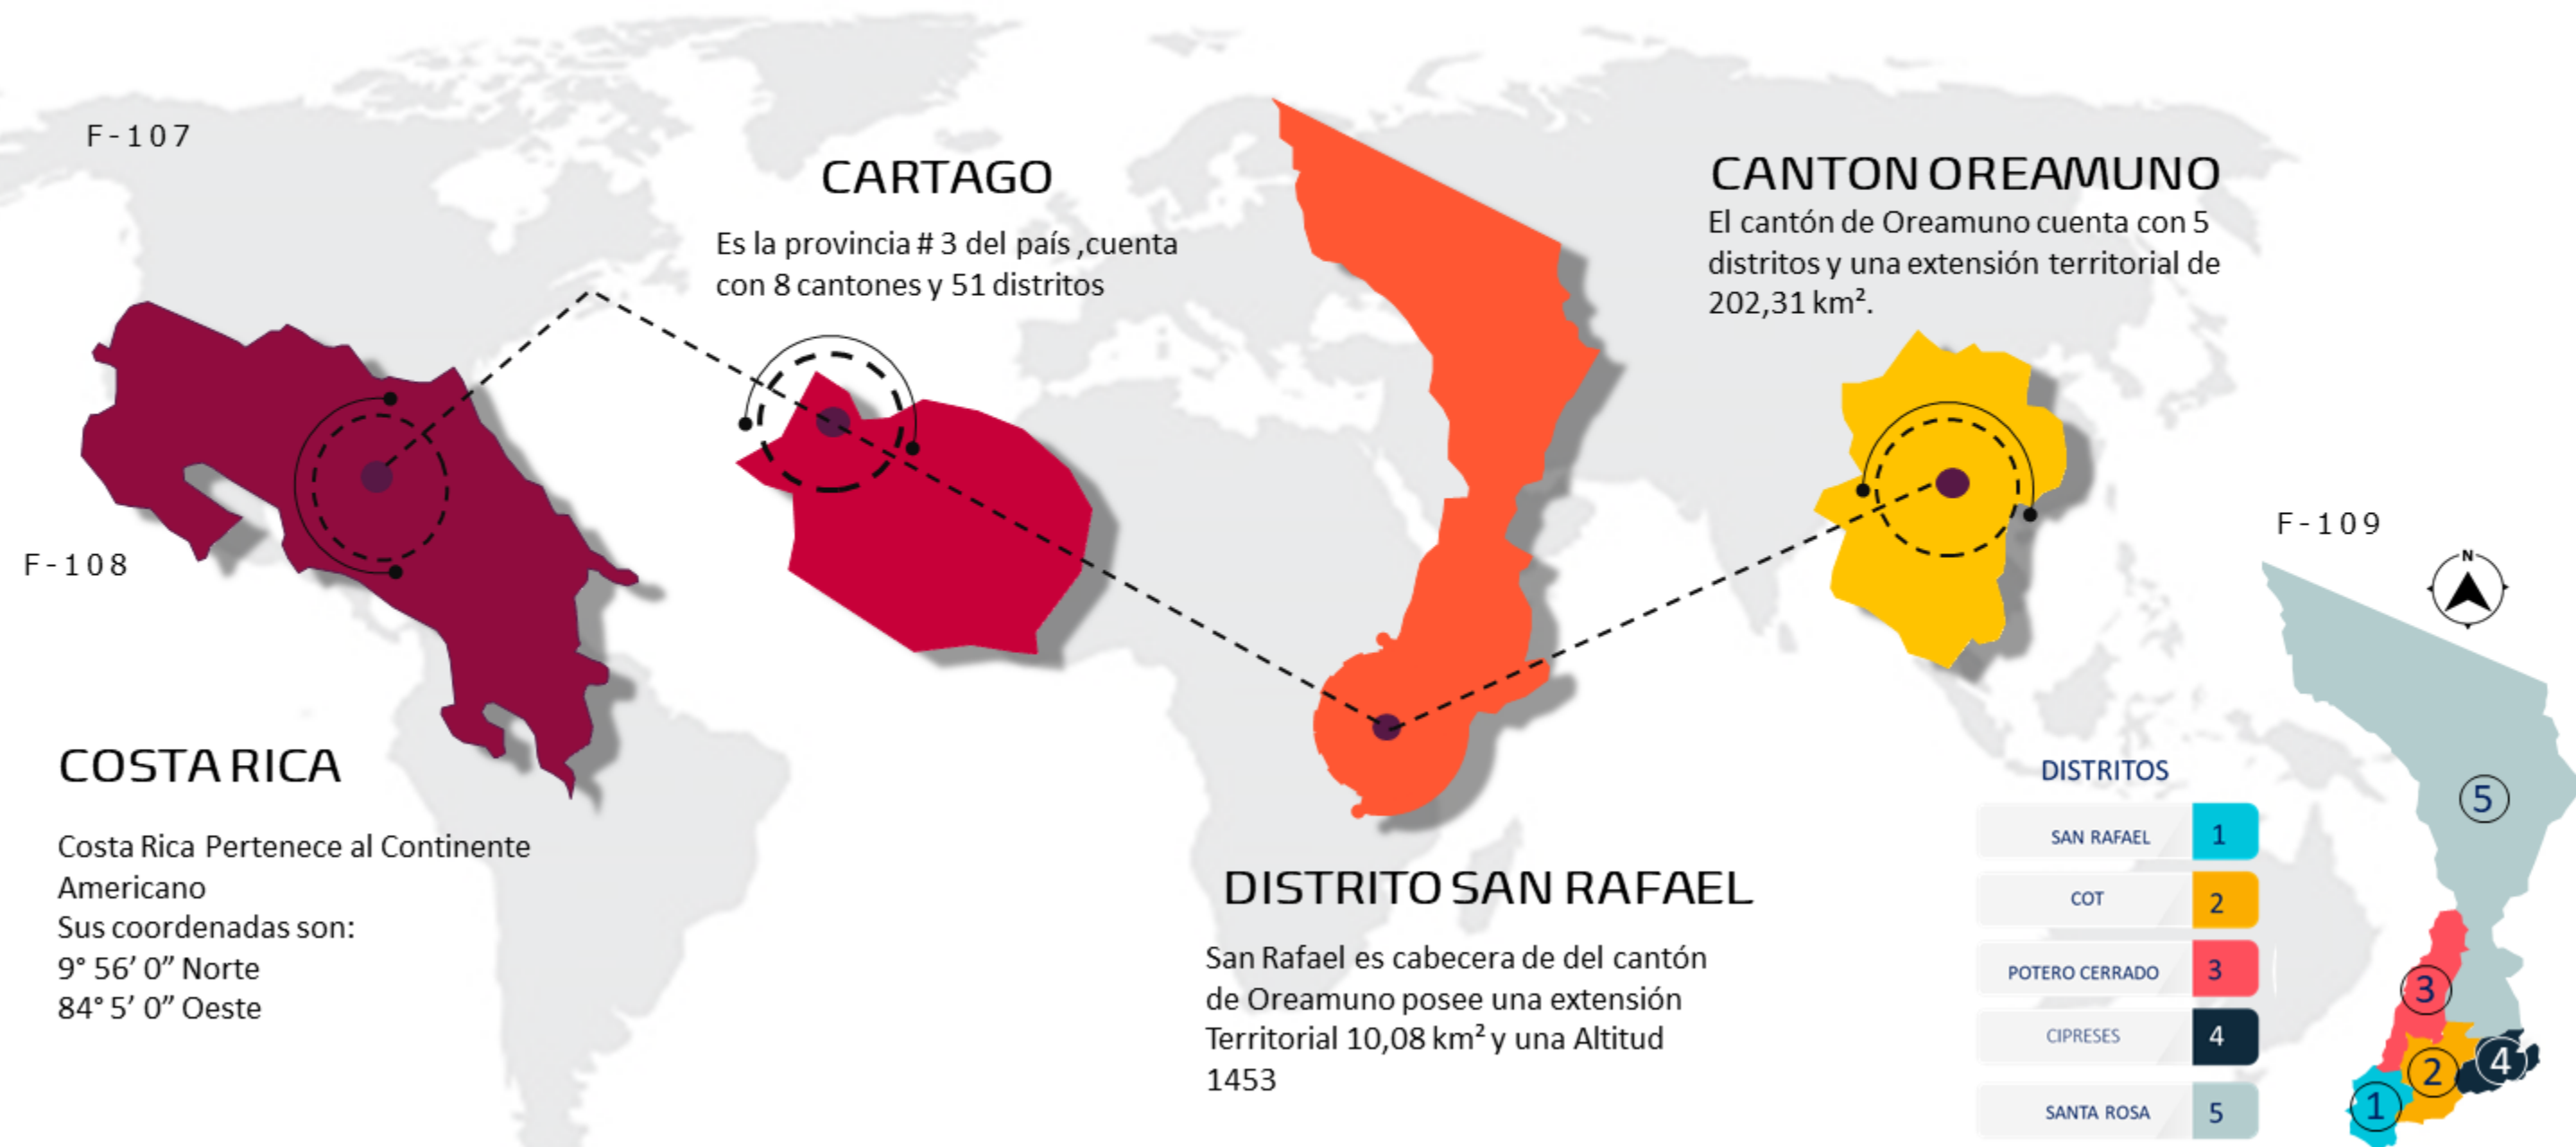 F-107
CARTAGO
Es la provincia # 3 del país ,cuenta
con 8 cantones y 51 distritos
CANTON OREAMUNO
El cantón de Oreamuno cuenta con 5
distritos y una extensión territorial de
202,31 km².
F-108
COSTA RICA
Costa Rica Pertenece al Continente
Americano
Sus coordenadas son:
9° 56’ 0” Norte
84° 5’ 0” Oeste
DISTRITO SAN RAFAEL
San Rafael es cabecera de del cantón
de Oreamuno posee una extensión
Territorial 10,08 km² y una Altitud
1453
F-109
N
DISTRITOS
SAN RAFAEL 1
COT 2
POTERO CERRADO 3
CIPRESES 4
SANTA ROSA 5
5
3
4
2
1